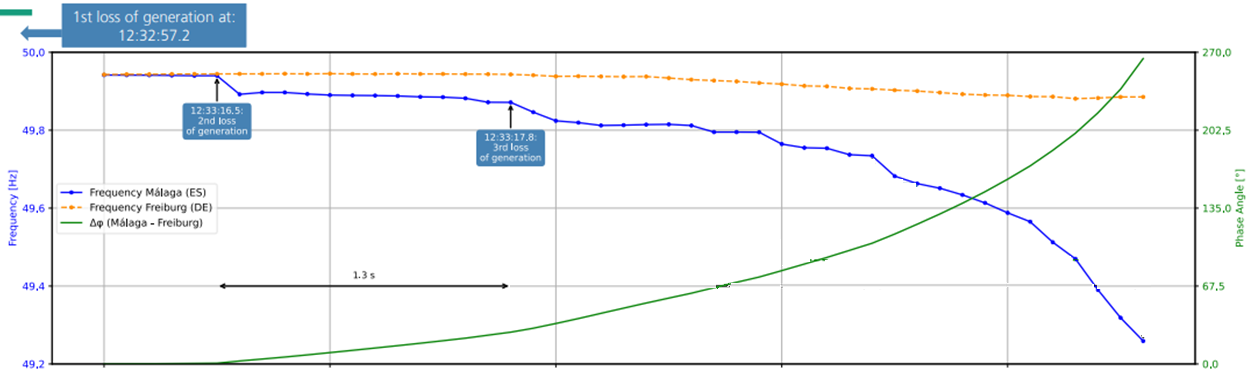 1st loss of generation at:
12:32:57.2
50,0
49,8
49,6
49,4
49,2
Frequency [Hz]
12:33:16,5:
2nd loss
of generation
12:33:17,8:
3rd loss
of generation
Frequency Málaga (ES)
Frequency Freiburg (DE)
Δφ (Málaga - Freiburg)
1.3 s
270,0
202,5
135,0
67,5
0,0
Phase Angle [°]